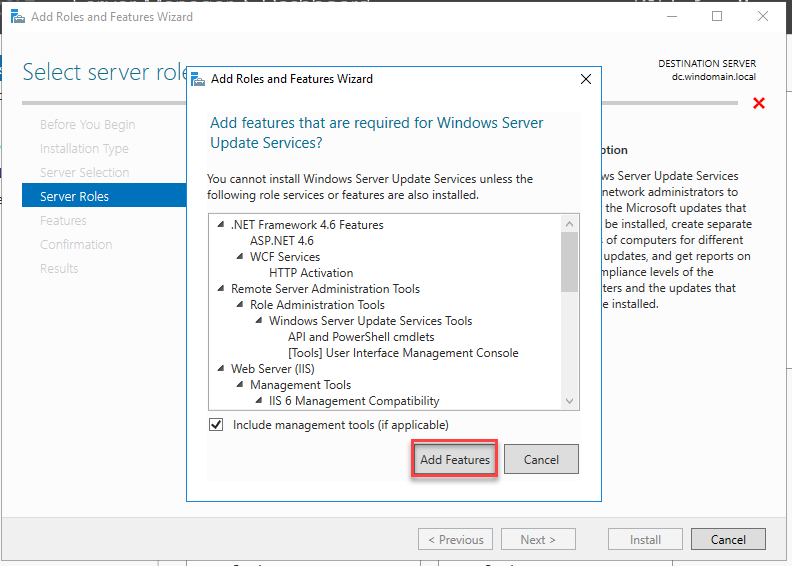 Add Roles and Features Wizard
Select server role
DESTINATION SERVER
dc.windomain.local
Before You Begin
Installation Type
Server Selection
Server Roles
Features
Confirmation
Results
Add Roles and Features Wizard
Add features that are required for Windows Server
Update Services?
You cannot install Windows Server Update Services unless the
following role services or features are also installed.
.NET Framework 4.6 Features
ASP.NET 4.6
WCF Services
HTTP Activation
Remote Server Administration Tools
Role Administration Tools
Windows Server Update Services Tools
API and PowerShell cmdlets
[Tools] User Interface Management Console
Web Server (IIS)
Management Tools
IIS 6 Management Compatibility
Include management tools (if applicable)
Add Features
Cancel
ption
ws Server Update Services
network administrators to
the Microsoft updates that
be installed, create separate
of computers for different
updates, and get reports on
mpliance levels of the
ters and the updates that
e installed.
< Previous
Next >
Install
Cancel